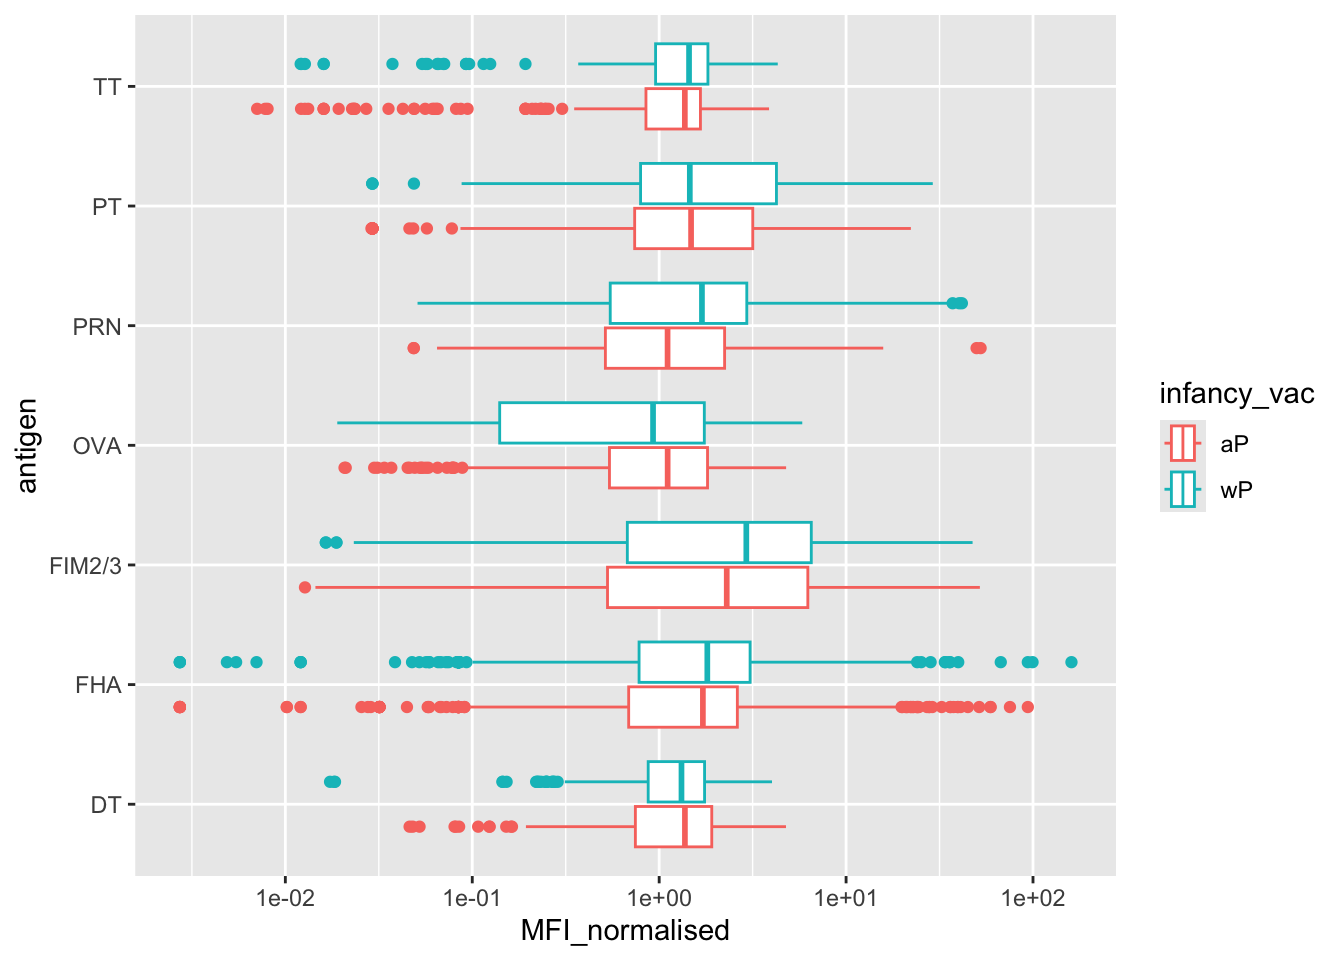 TT
PT
PRN
OVA
FIM2/3
FHA
DT
antigen
1e-02 1e-01 1e+00 1e+01 1e+02
MFI_normalised
infancy_vac
aP
wP